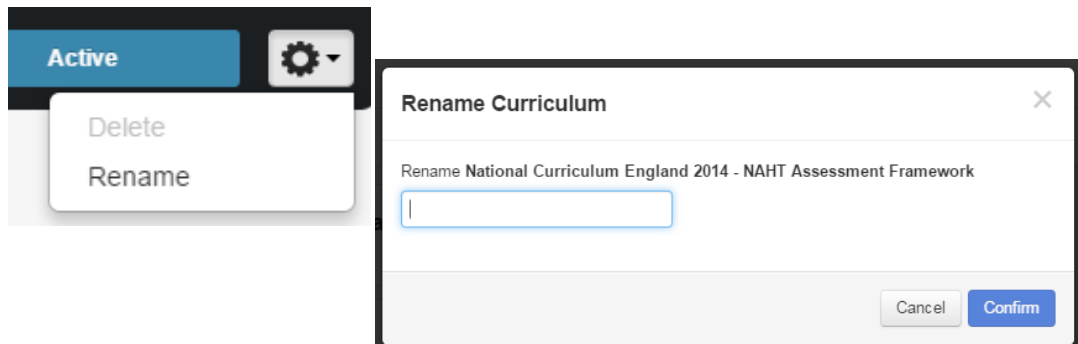 Active
Delete
Rename
Rename Curriculum
Rename National Curriculum England 2014 - NAHT Assessment Framework
Cancel
Confirm